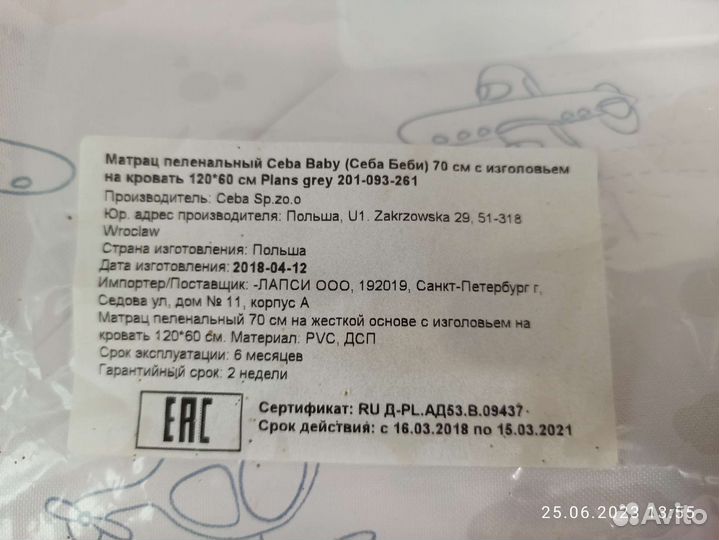 Матрац пеленальный Ceba Baby (Себа Беби) 70 см с изголовьем
на кровать 120*60 см Plans grey 201-093-261
Производитель: Ceba Sp.zo.o
Юр. адрес производителя: Польша, U1. Zakrzowska 29, 51-318
Wroclaw
Страна изготовления: Польша
Дата изготовления: 2018-04-12
Импортер/Поставщик: -ЛАПСИ ООО, 192019, Санкт-Петербург г,
Седова ул, дом № 11, корпус А
Матрац пеленальный 70 см на жесткой основе с изголовьем на
кровать 120*60 см. Материал: PVC, ДСП
Срок эксплуатации: 6 месяцев
Гарантийный срок: 2 недели
EAC
Сертификат: RU Д-PL.АД53.В.09437
Срок действия: с 16.03.2018 по 15.03.2021
25.06.2023 13:55
Avito